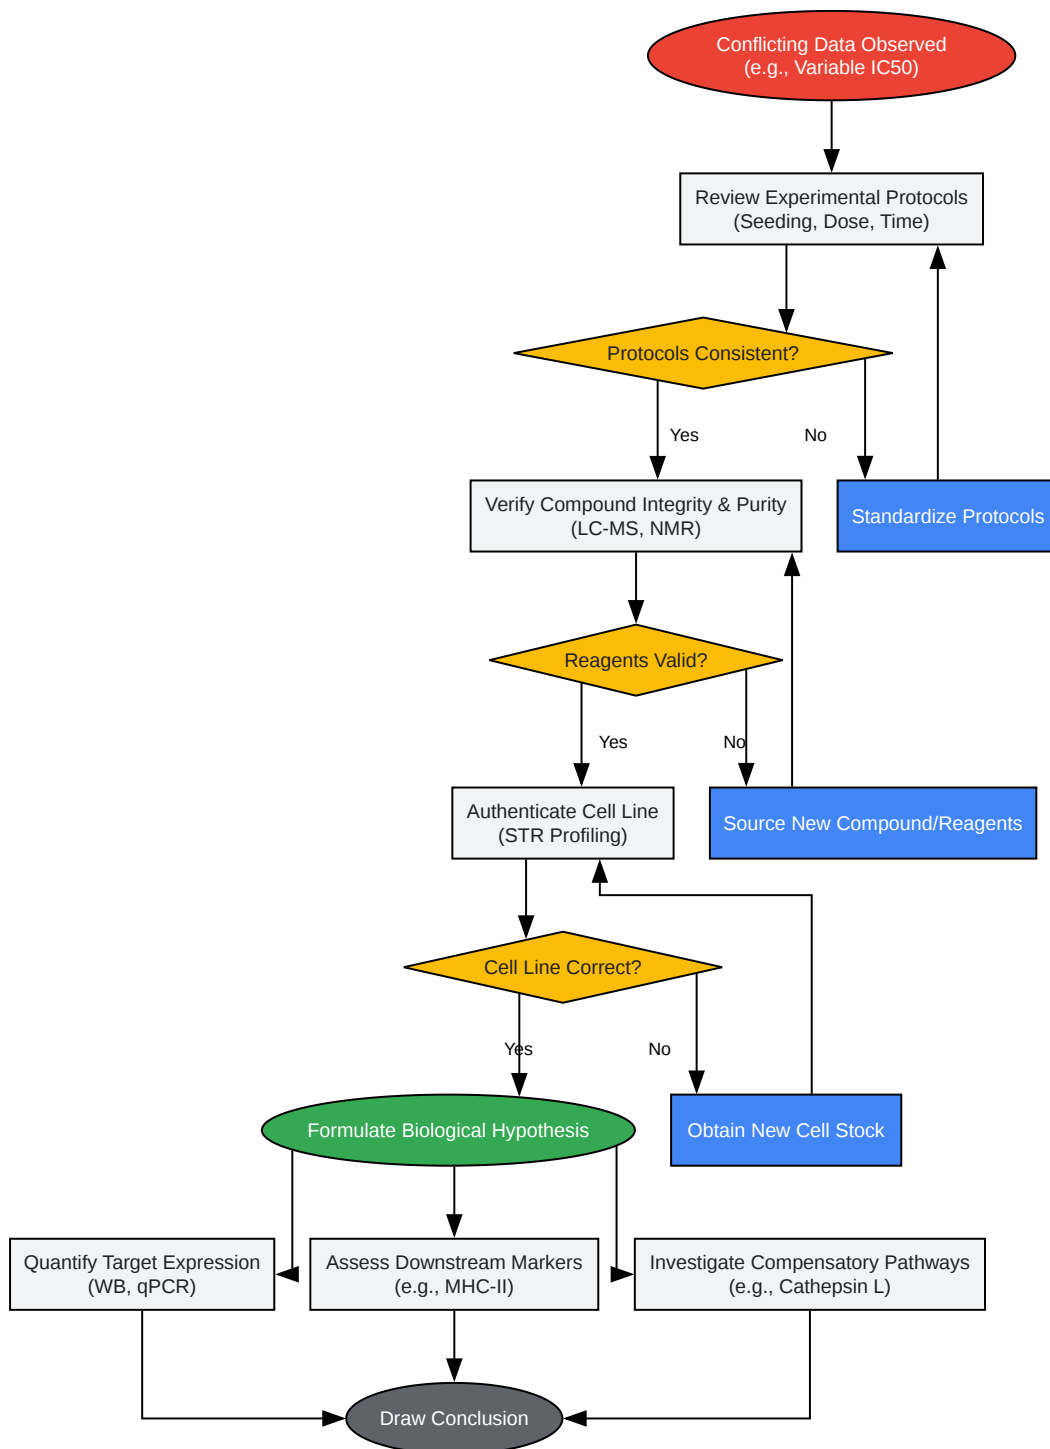 Conflicting Data Observed
(e.g., Variable IC50)
Review Experimental Protocols
(Seeding, Dose, Time)
Protocols Consistent?
Yes
No
Verify Compound Integrity & Purity
(LC-MS, NMR)
Standardize Protocols
Reagents Valid?
Yes
No
Authenticate Cell Line
(STR Profiling)
Source New Compound/Reagents
Cell Line Correct?
Yes
No
Formulate Biological Hypothesis
Obtain New Cell Stock
Quantify Target Expression
(WB, qPCR)
Assess Downstream Markers
(e.g., MHC-II)
Investigate Compensatory Pathways
(e.g., Cathepsin L)
Draw Conclusion